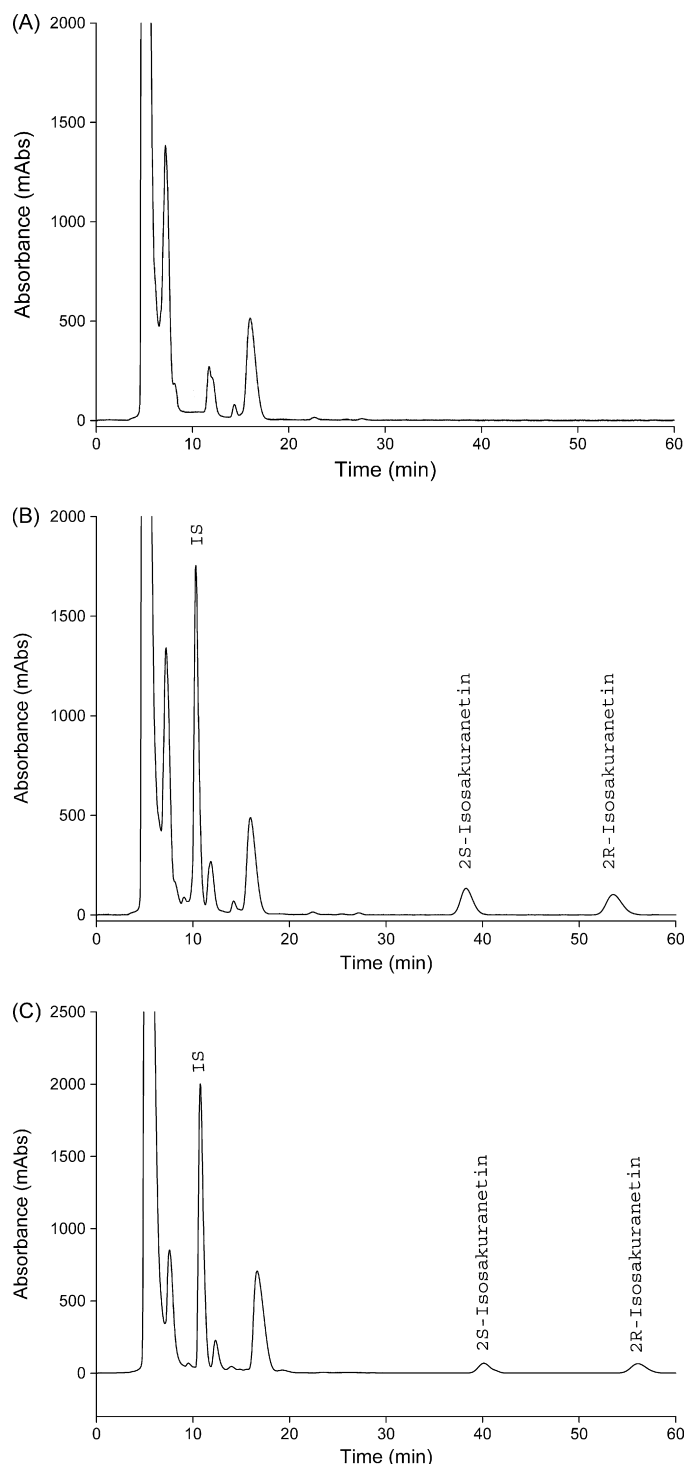 (A)
2000
1500
1000
500
0
Absorbance (mAbs)
0 10 20 30 40 50 60
Time (min)
(B)
2000
1500
1000
500
0
Absorbance (mAbs)
IS
2S-Isosakuranetin
2R-Isosakuranetin
0 10 20 30 40 50 60
Time (min)
(C)
2500
2000
1500
1000
500
0
Absorbance (mAbs)
IS
2S-Isosakuranetin
2R-Isosakuranetin
0 10 20 30 40 50 60
Time (min)